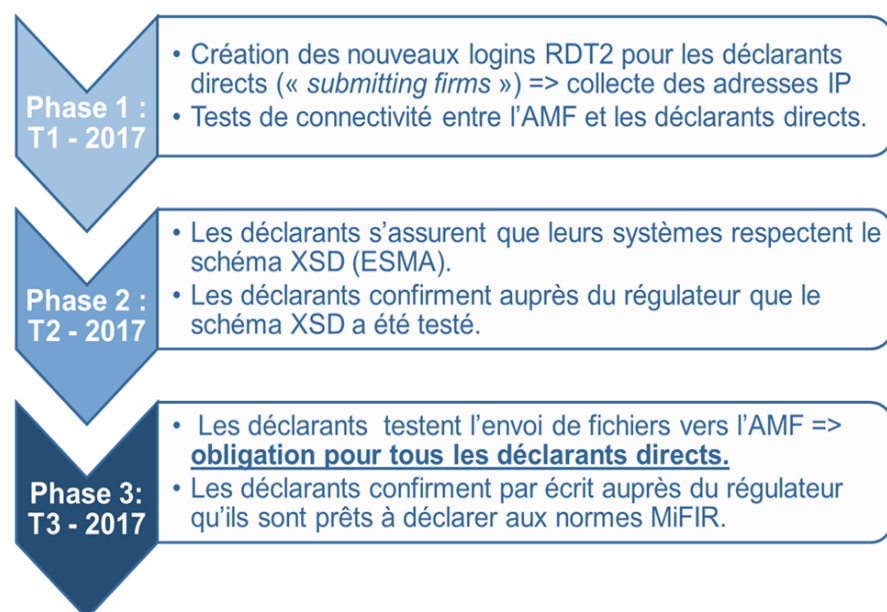 Phase 1 :
T1 - 2017
• Création des nouveaux logins RDT2 pour les déclarants
directs (« submitting firms ») => collecte des adresses IP
• Tests de connectivité entre l’AMF et les déclarants directs.
Phase 2 :
T2 - 2017
• Les déclarants s’assurent que leurs systèmes respectent le
schéma XSD (ESMA).
• Les déclarants confirment auprès du régulateur que le
schéma XSD a été testé.
Phase 3:
T3 - 2017
• Les déclarants testent l’envoi de fichiers vers l’AMF =>
obligation pour tous les déclarants directs.
• Les déclarants confirment par écrit auprès du régulateur
qu’ils sont prêts à déclarer aux normes MiFIR.